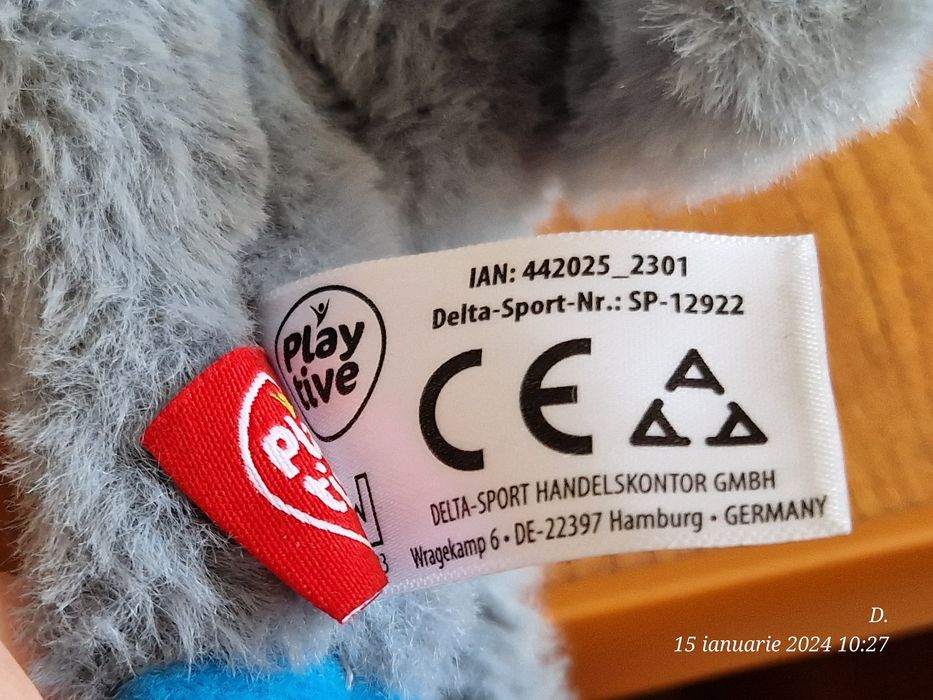 IAN: 442025_2301
Delta-Sport-Nr.: SP-12922
Play
tive
CE
DELTA-SPORT HANDELSKONTOR GMBH
Wragekamp 6 • DE-22397 Hamburg • GERMANY
D.
15 ianuarie 2024 10:27